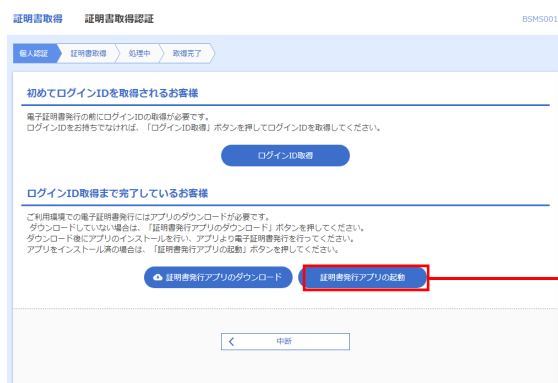 証明書取得 証明書取得認証 BSMS001
個人認証 証明書取得 処理中 取得完了
初めてログインIDを取得されるお客様
電子証明書発行の前にログインIDの取得が必要です。
ログインIDをお持ちでなければ、「ログインID取得」ボタンを押してログインIDを取得してください。
ログインID取得
ログインID取得まで完了しているお客様
ご利用環境での電子証明書発行にはアプリのダウンロードが必要です。
ダウンロードしていない場合は、「証明書発行アプリのダウンロード」ボタンを押してください。
ダウンロード後にアプリのインストールを行い、アプリより電子証明書発行を行ってください。
アプリをインストール済の場合は、「証明書発行アプリの起動」ボタンを押してください。
証明書発行アプリのダウンロード 証明書発行アプリの起動
中断